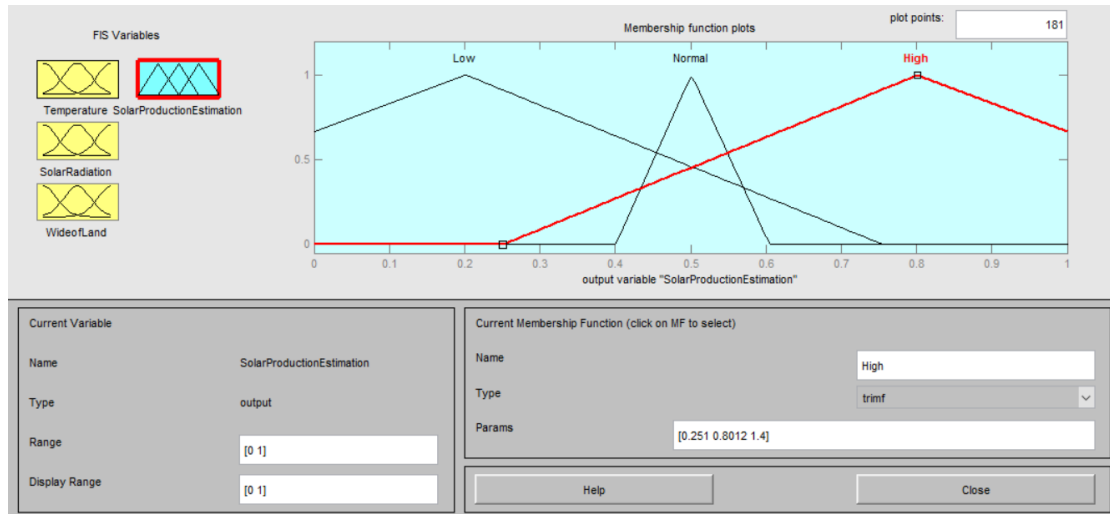 FIS Variables
Temperature
SolarProductionEstimation
SolarRadiation
WideofLand
Membership function plots
plot points:
181
Low
Normal
High
1
0.5
0
0
0.1
0.2
0.3
0.4
0.5
0.6
0.7
0.8
0.9
1
output variable "SolarProductionEstimation"
Current Variable
Name
SolarProductionEstimation
Type
output
Range
[0 1]
Display Range
[0 1]
Current Membership Function (click on MF to select)
Name
High
Type
trimf
Params
[0.251 0.8012 1.4]
Help
Close